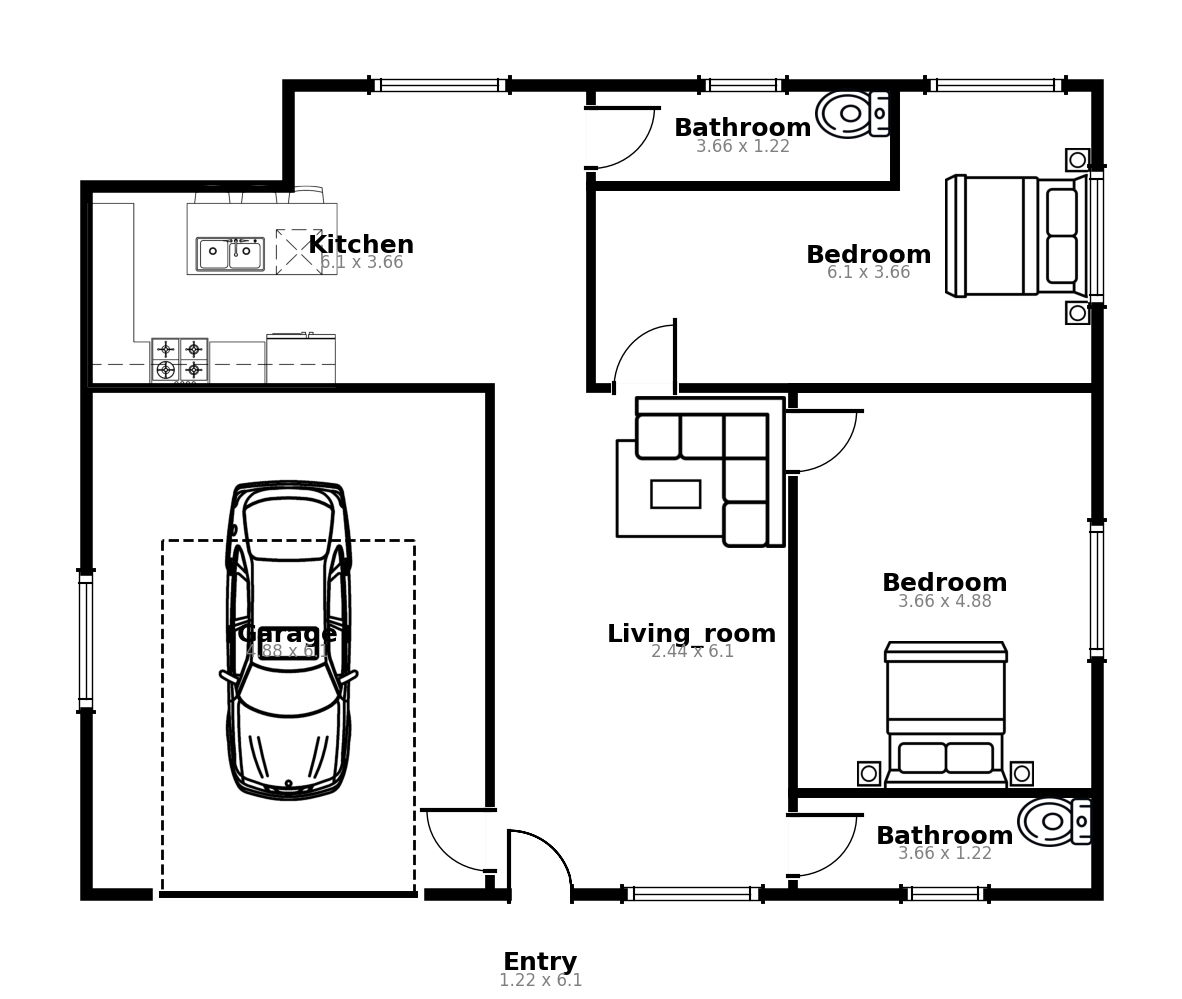 Bathroom
3.66 x 1.22
Kitchen
6.1 x 3.66
Bedroom
6.1 x 3.66
Bedroom
3.66 x 4.88
Garage
4.88 x 6.1
Living_room
2.44 x 6.1
Bathroom
3.66 x 1.22
Entry
1.22 x 6.1